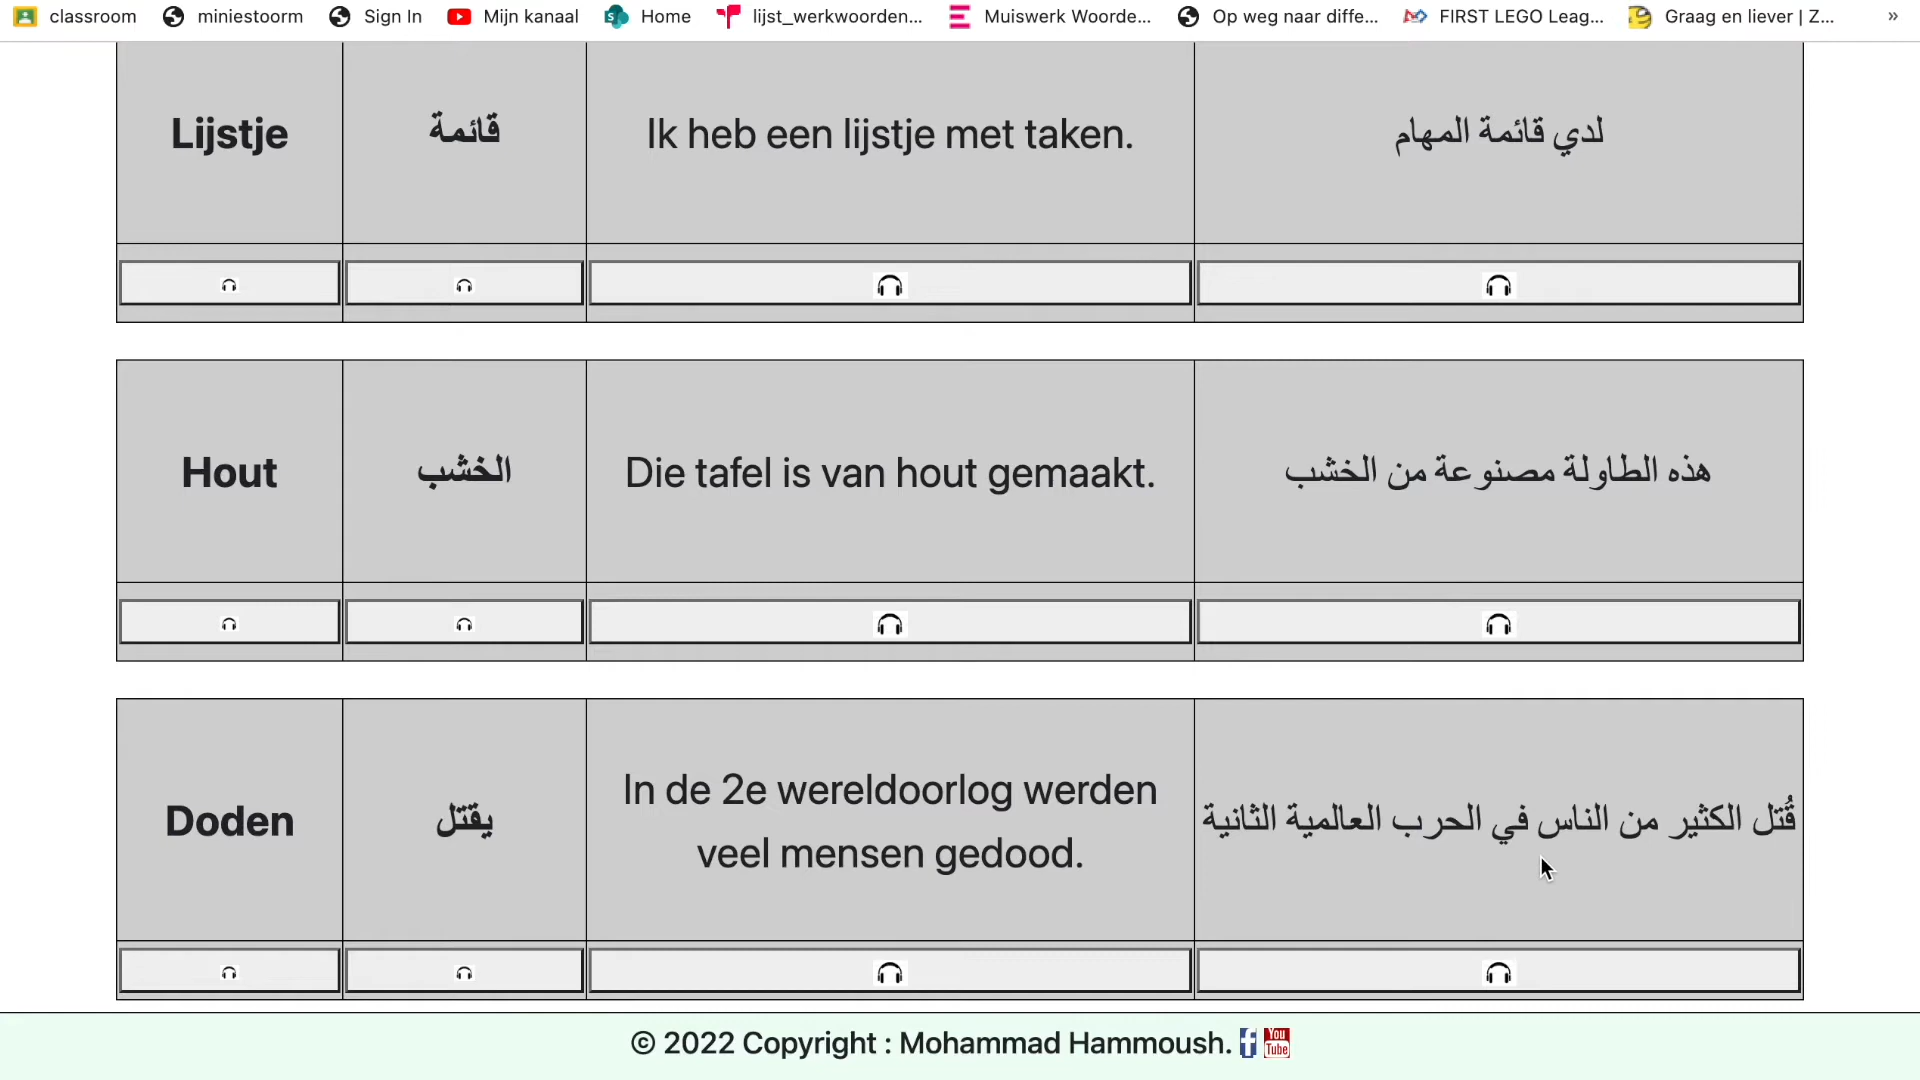 classroom miniestoorm Sign In Mijn kanaal Home lijst_werkwoorden... Muiswerk Woorde... Op weg naar diffe... FIRST LEGO Leag... Graag en liever | Z... »
Lijstje
قائمة
Ik heb een lijstje met taken.
لدي قائمة المهام
Hout
الخشب
Die tafel is van hout gemaakt.
هذه الطاولة مصنوعة من الخشب
Doden
يقتل
In de 2e wereldoorlog werden
veel mensen gedood.
قُتل الكثير من الناس في الحرب العالمية الثانية
© 2022 Copyright : Mohammad Hammoush. f You Tube